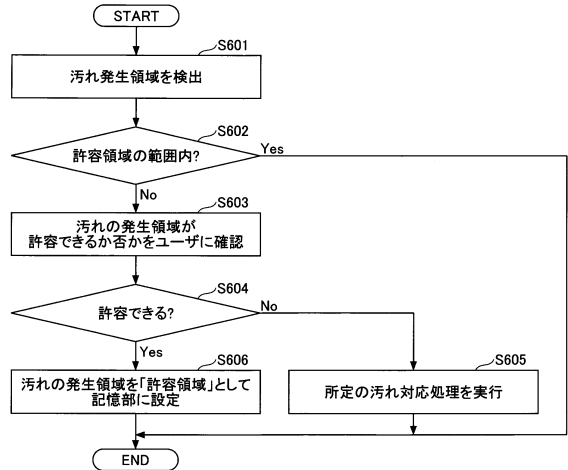 START
S601
汚れ発生領域を検出
S602
許容領域の範囲内?
Yes
No
S603
汚れの発生領域が
許容できるか否かをユーザに確認
S604
許容できる?
No
Yes
S606
汚れの発生領域を「許容領域」として
記憶部に設定
S605
所定の汚れ対応処理を実行
END